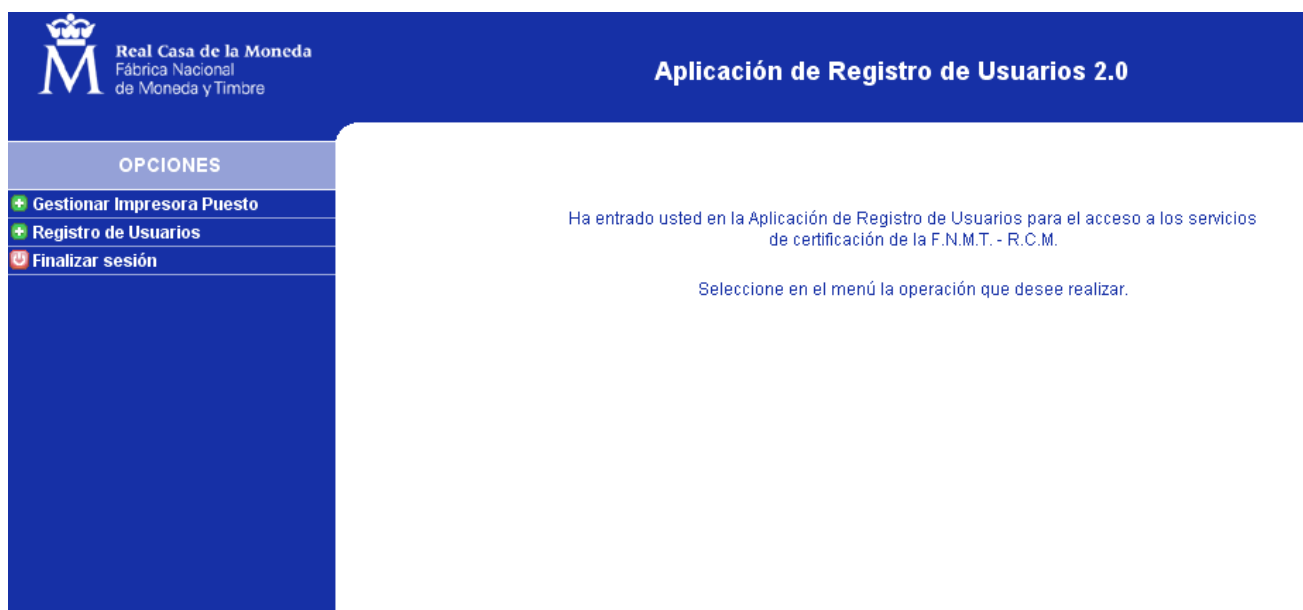 Real Casa de la Moneda
Fábrica Nacional
de Moneda y Timbre
Aplicación de Registro de Usuarios 2.0
OPCIONES
Gestionar Impresora Puesto
Registro de Usuarios
Finalizar sesión
Ha entrado usted en la Aplicación de Registro de Usuarios para el acceso a los servicios
de certificación de la F.N.M.T. - R.C.M.
Seleccione en el menú la operación que desee realizar.